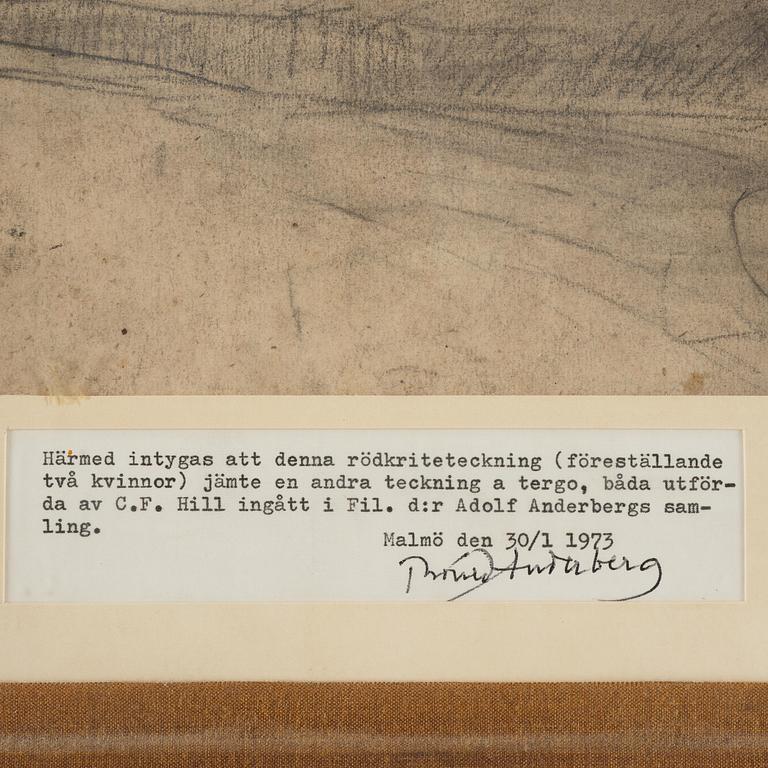 Härmed intygas att denna rödkriteteckning (föreställande
två kvinnor) jämte en andra teckning a tergo, båda utför-
da av C.F. Hill ingått i Fil. d:r Adolf Anderbergs sam-
ling.
Malmö den 30/1 1973
Anderberg